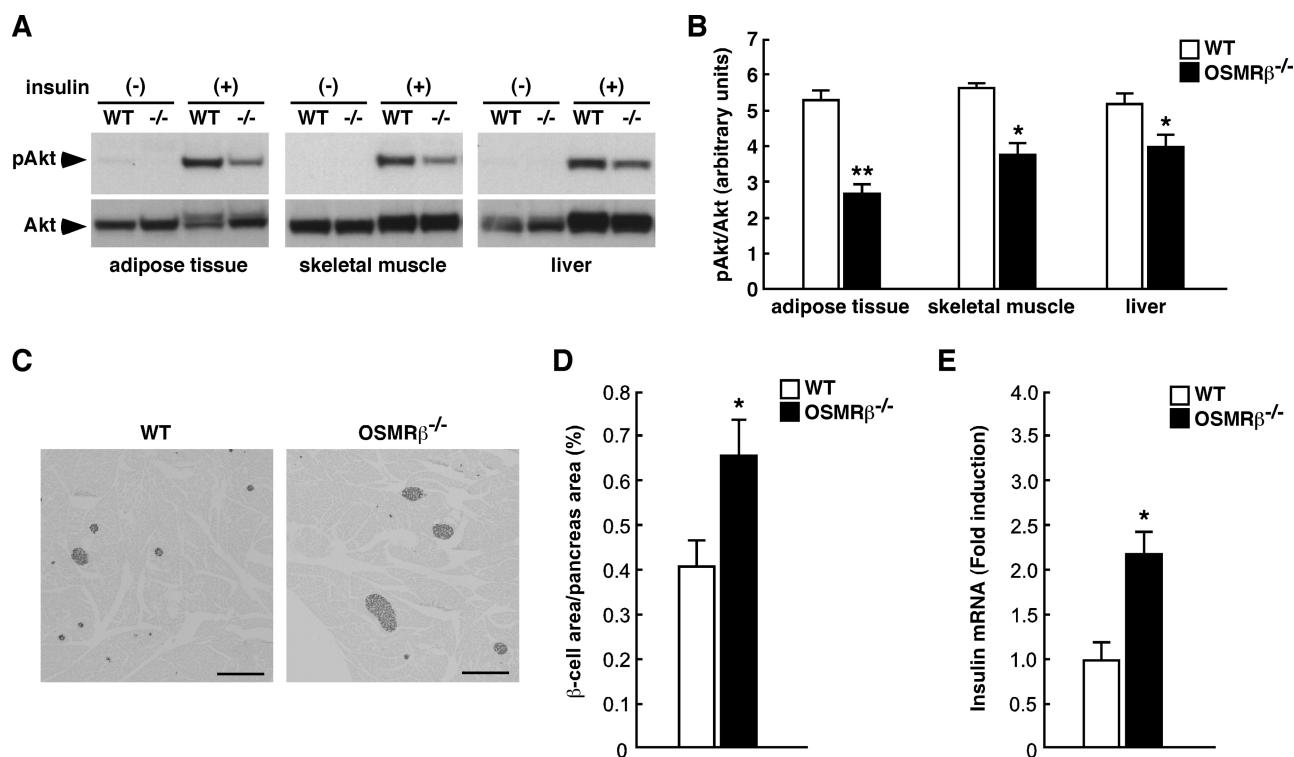 A
insulin (-) (+) (-) (+) (-) (+)
WT -/- WT -/- WT -/- WT -/- WT -/- WT -/-
pAkt
Akt
adipose tissue skeletal muscle liver
B
pAkt/Akt (arbitrary units)
7
6
5
4
3
2
1
0
WT
OSMRβ-/-
**
*
*
adipose tissue skeletal muscle liver
C
WT OSMRβ-/-
D
β-cell area/pancreas area (%)
0.8
0.7
0.6
0.5
0.4
0.3
0.2
0.1
0
*
WT
OSMRβ-/-
E
Insulin mRNA (Fold induction)
4.0
3.5
3.0
2.5
2.0
1.5
1.0
0.5
0
*
WT
OSMRβ-/-